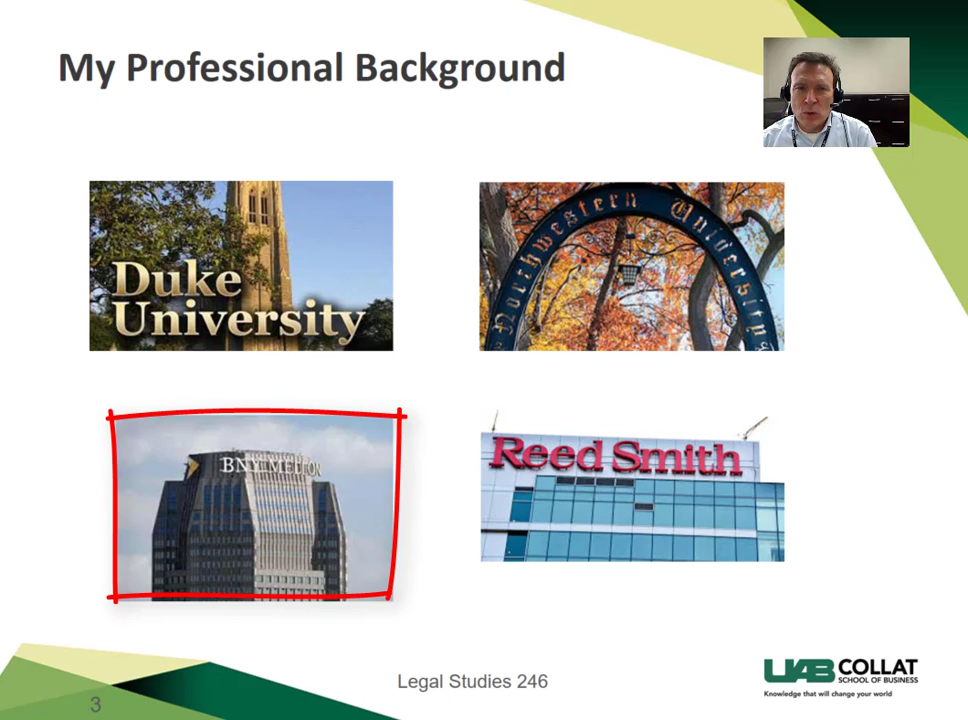 My Professional Background
Duke
University
Northwestern University
BNY MELLON
Reed Smith
Legal Studies 246
3
UAB COLLAT
SCHOOL OF BUSINESS
Knowledge that will change your world